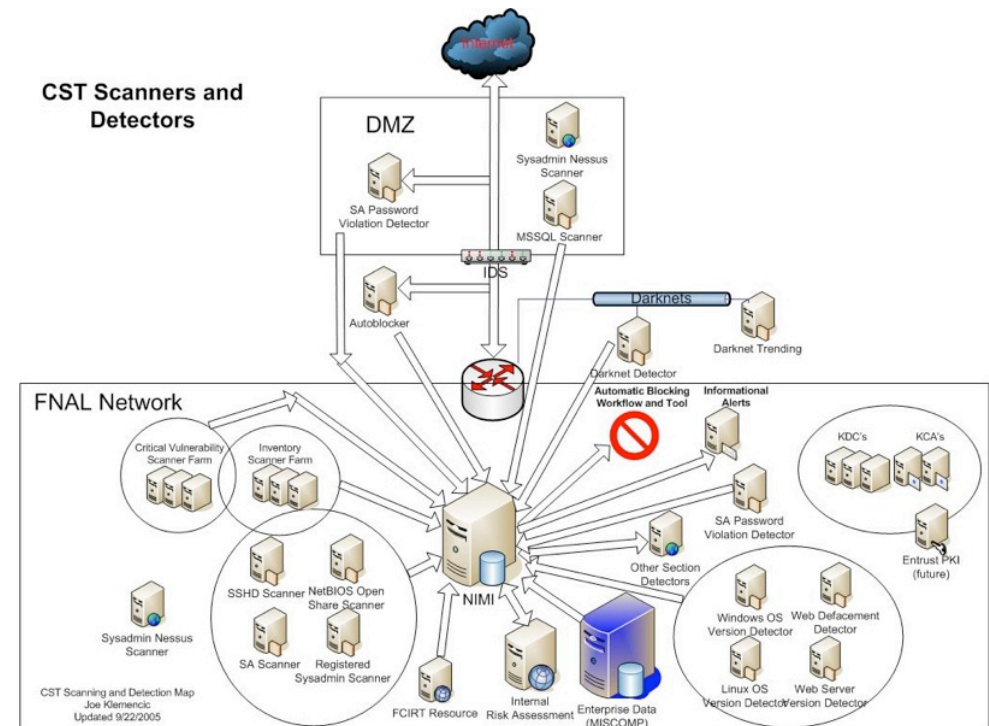 Internet
CST Scanners and
Detectors
DMZ
Sysadmin Nessus
Scanner
SA Password
Violation Detector
MSSQL Scanner
IDS
Autoblocker
Darknets
Darknet Trending
Darknet Detector
FNAL Network
Automatic Blocking
Workflow and Tool
Informational
Alerts
Critical Vulnerability
Scanner Farm
Inventory
Scanner Farm
KDC's
KCA's
SA Password
Violation Detector
Entrust PKI
(future)
Other Section
Detectors
NIMI
SSHD Scanner
NetBIOS Open
Share Scanner
Windows OS
Version Detector
Web Defacement
Detector
Sysadmin Nessus
Scanner
SA Scanner
Registered
Sysadmin Scanner
Linux OS
Version Detector
Web Server
Version Detector
FCIRT Resource
Internal
Risk Assessment
Enterprise Data
(MISCOMP)
CST Scanning and Detection Map
Joe Klemencic
Updated 9/22/2005